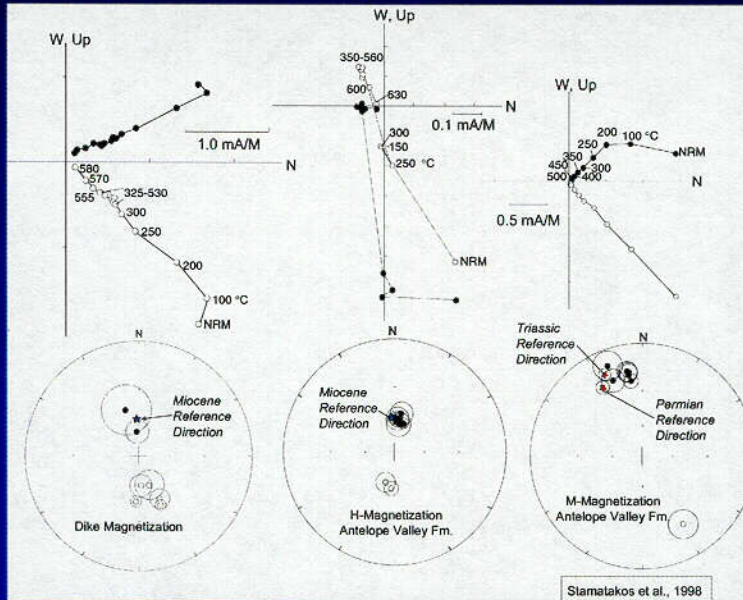 W, Up
N
1.0 mA/M
580
570
555
325-530
300
250
200
100 °C
NRM
W, Up
350-560
600
630
N
0.1 mA/M
300
150
250 °C
NRM
W, Up
450
500
350
250
200
100 °C
300
400
NRM
N
0.5 mA/M
N
Miocene
Reference
Direction
Dike Magnetization
N
Miocene
Reference
Direction
H-Magnetization
Antelope Valley Fm.
N
Triassic
Reference
Direction
Permian
Reference
Direction
M-Magnetization
Antelope Valley Fm.
Stamatakos et al., 1998